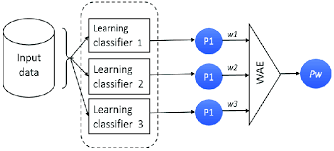 Input
data
Learning
classifier 1
Learning
classifier 2
Learning
classifier 3
P1
P1
P1
w1
w2
w3
WAE
Pw